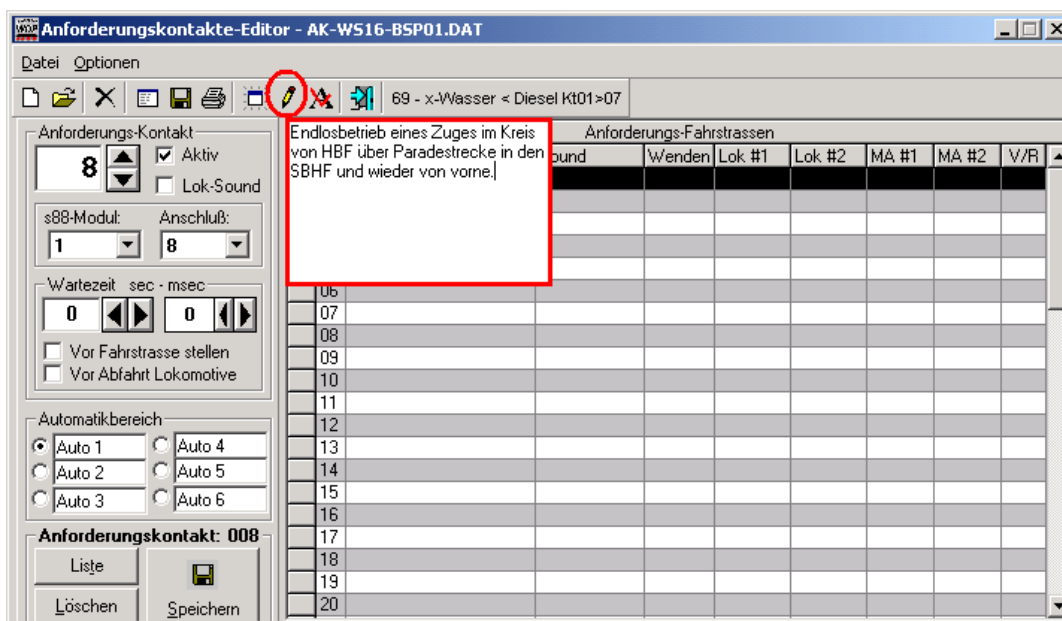 Anforderungskontakte-Editor - AK-WS16-BSP01.DAT
Datei Optionen
69 - x-Wasser < Diesel Kt01>07
Anforderungs-Kontakt
8
Aktiv
Lok-Sound
s88-Modul: Anschluß:
1 8
Wartezeit sec - msec
0 0
Vor Fahrstrasse stellen
Vor Abfahrt Lokomotive
Automatikbereich
Auto 1 Auto 4
Auto 2 Auto 5
Auto 3 Auto 6
Anforderungskontakt: 008
Liste
Löschen Speichern
Endlosbetrieb eines Zuges im Kreis
von HBF über Paradestrecke in den
SBHF und wieder von vorne.
Anforderungs-Fahrstrassen
Wenden Lok #1 Lok #2 MA #1 MA #2 V/R
06
07
08
09
10
11
12
13
14
15
16
17
18
19
20